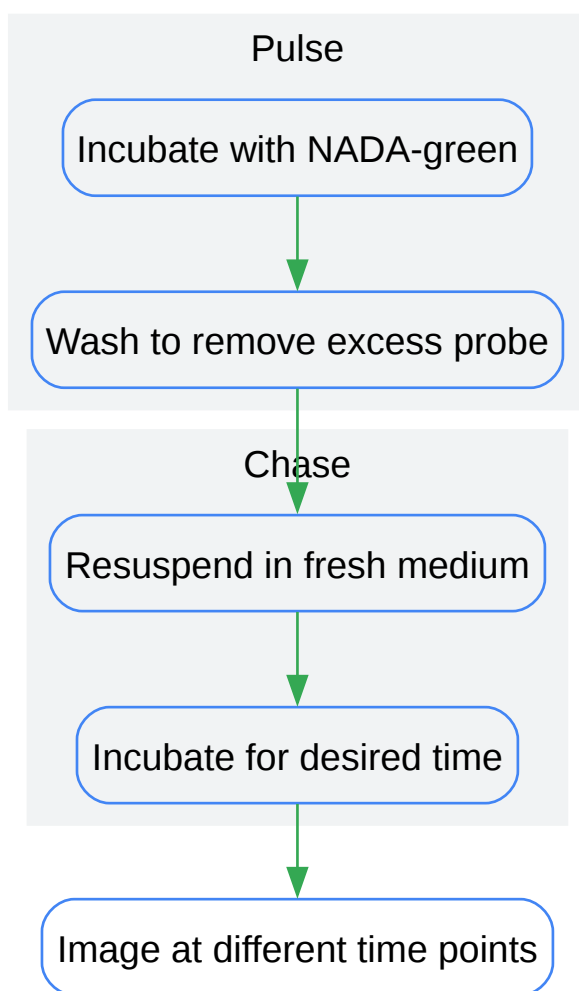 Pulse
Incubate with NADA-green
Wash to remove excess probe
Chase
Resuspend in fresh medium
Incubate for desired time
Image at different time points